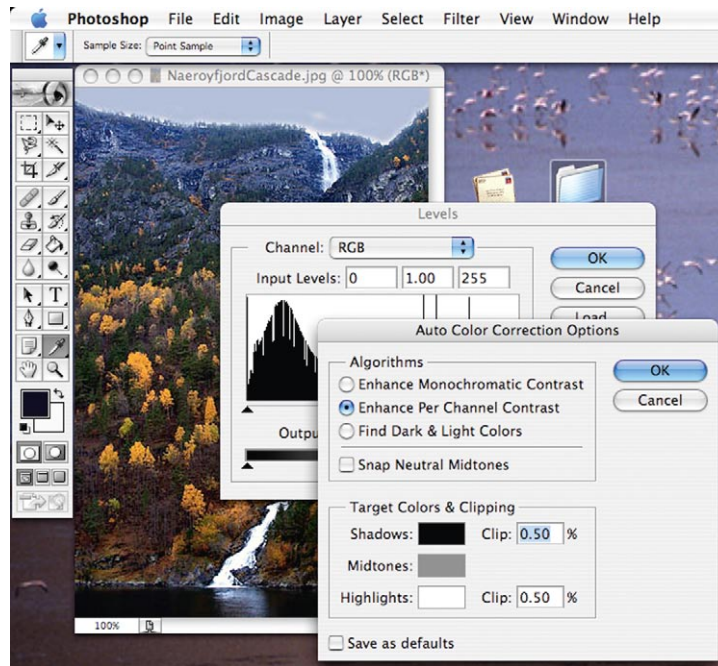 Photoshop File Edit Image Layer Select Filter View Window Help
Sample Size: Point Sample
NaeroyfjordCascade.jpg @ 100% (RGB*)
Levels
Channel: RGB
OK
Input Levels: 0 1.00 255
Cancel
Load
Auto Color Correction Options
Algorithms
OK
Enhance Monochromatic Contrast
Cancel
Enhance Per Channel Contrast
Find Dark & Light Colors
Snap Neutral Midtones
Outpu
Target Colors & Clipping
Shadows: Clip: 0.50 %
Midtones:
Highlights: Clip: 0.50 %
100%
Save as defaults
T